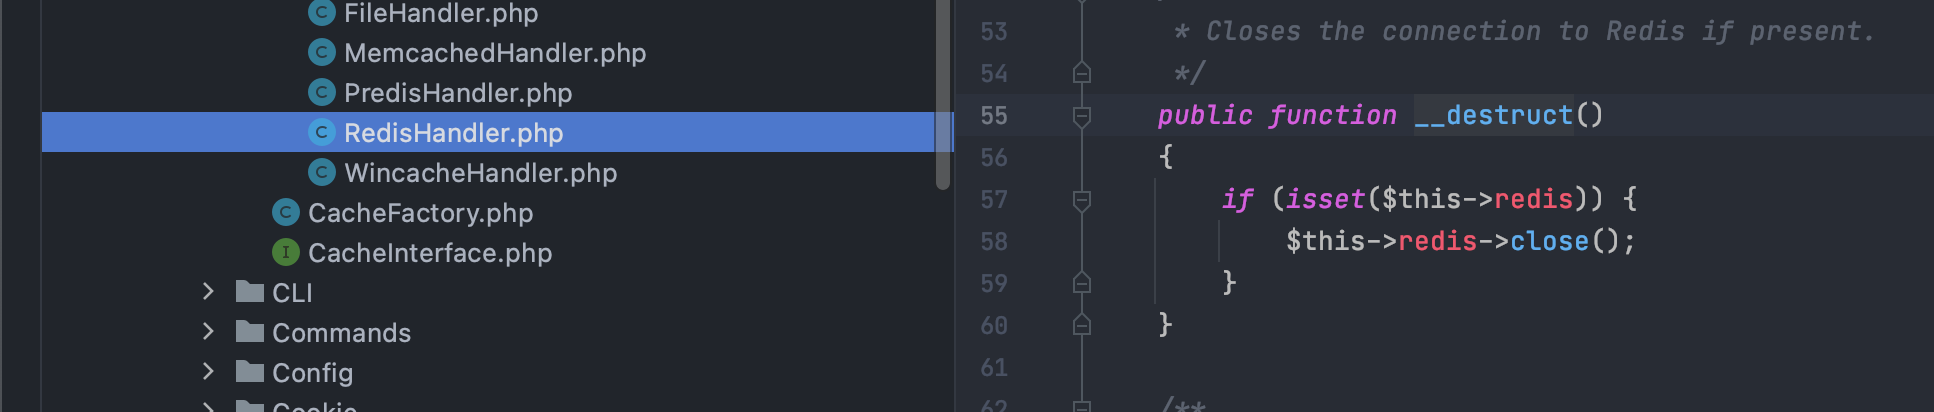 FileHandler.php
MemcachedHandler.php
PredisHandler.php
RedisHandler.php
WincacheHandler.php
CacheFactory.php
CacheInterface.php
CLI
Commands
Config
Cookie
53 * Closes the connection to Redis if present.
54 */
55 public function __destruct()
56 {
57 if (isset($this->redis)) {
58 $this->redis->close();
59 }
60 }
61
62 /**